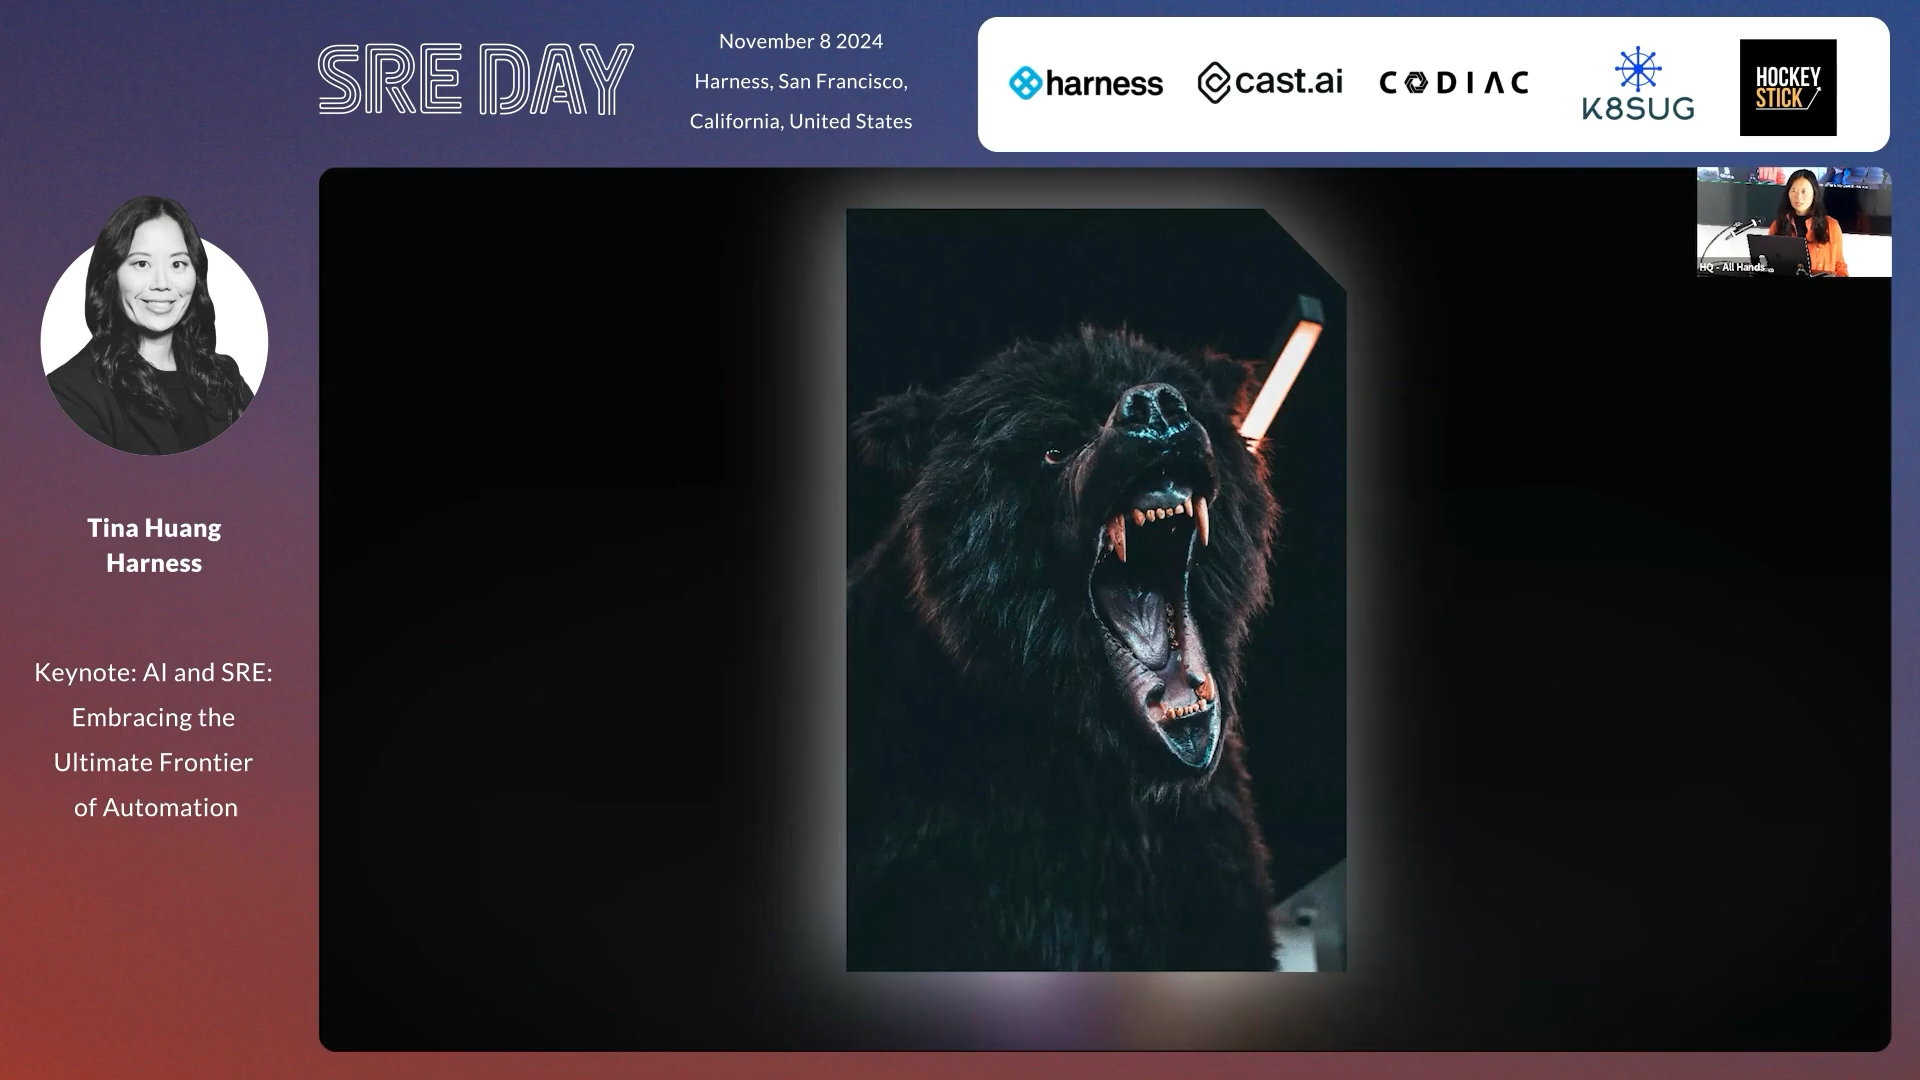 SRE DAY
November 8 2024
Harness, San Francisco,
California, United States
harness
cast.ai
CODIAC
K8SUG
HOCKEY
STICK
HQ - All Hands
Tina Huang
Harness
Keynote: AI and SRE:
Embracing the
Ultimate Frontier
of Automation